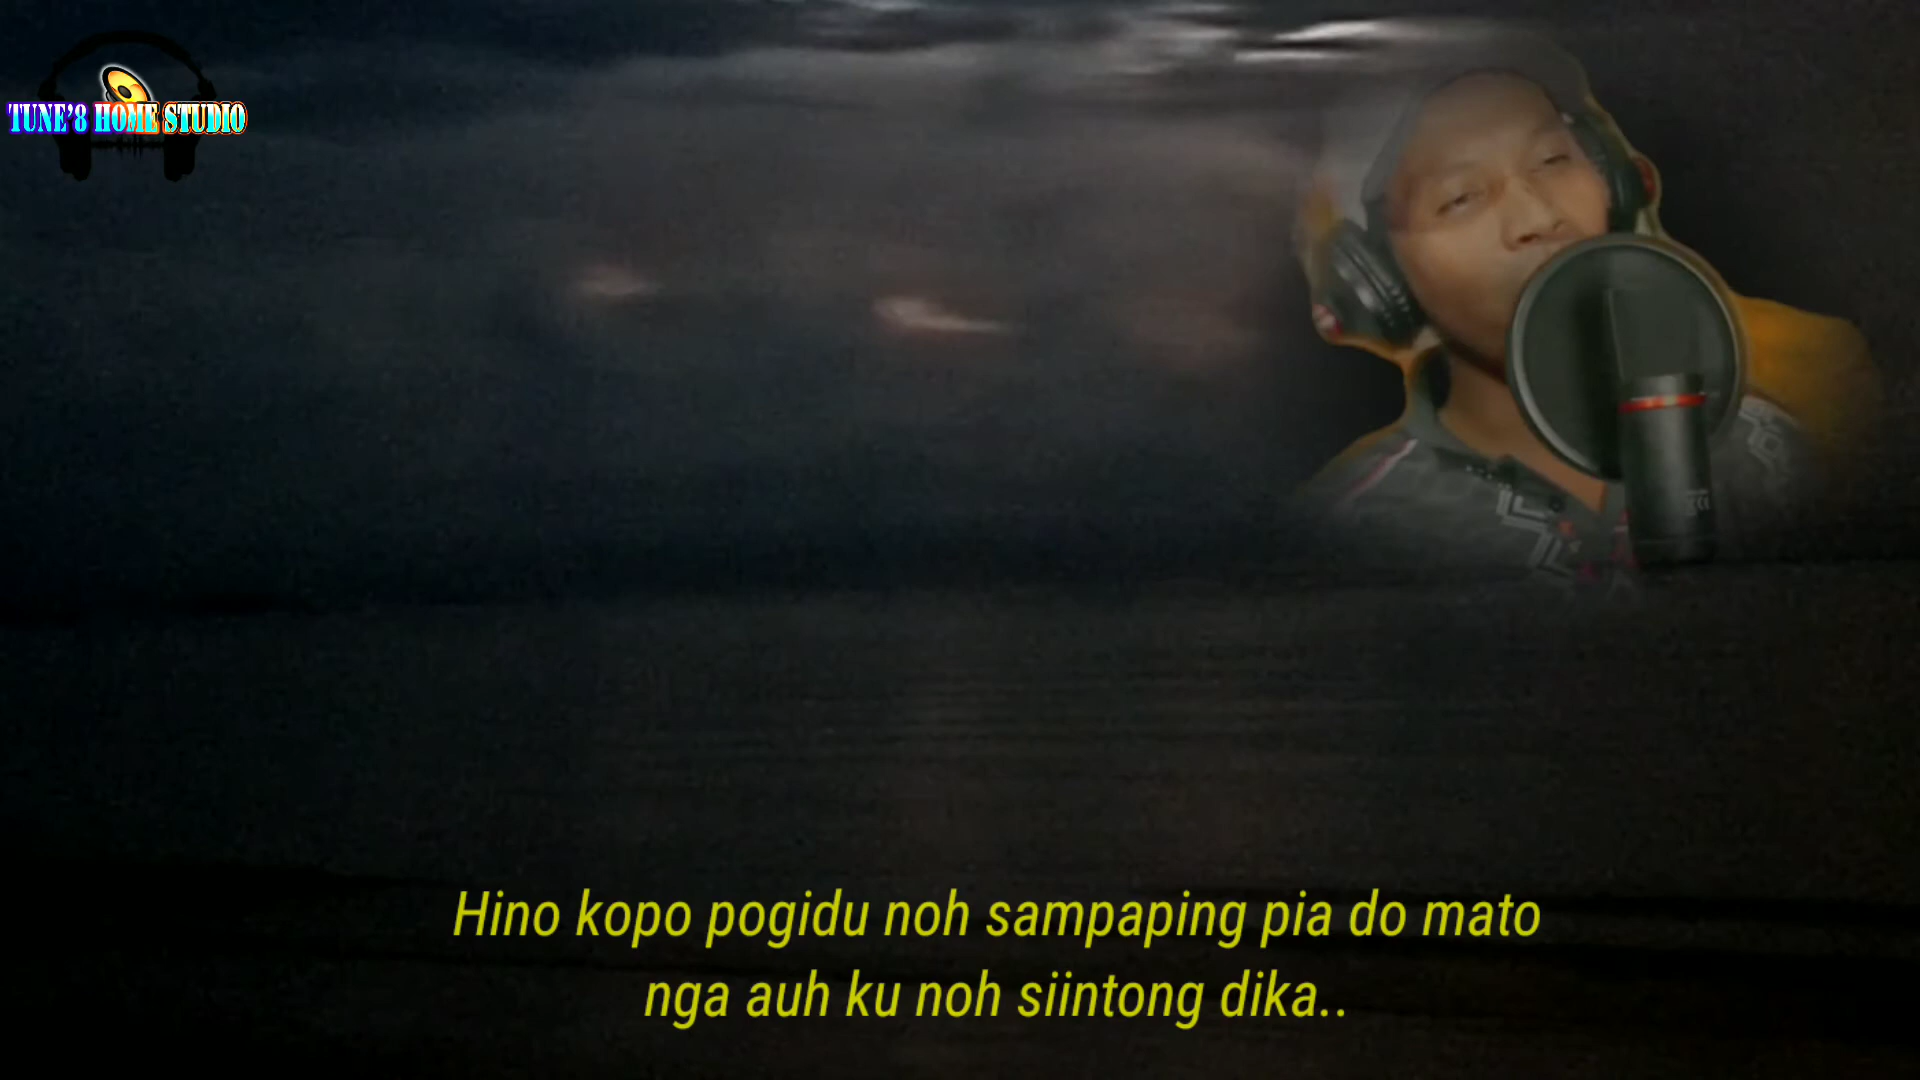 TUNE'8 HOME STUDIO
Hino kopo pogidu noh sampaping pia do mato
nga auh ku noh siintong dika..